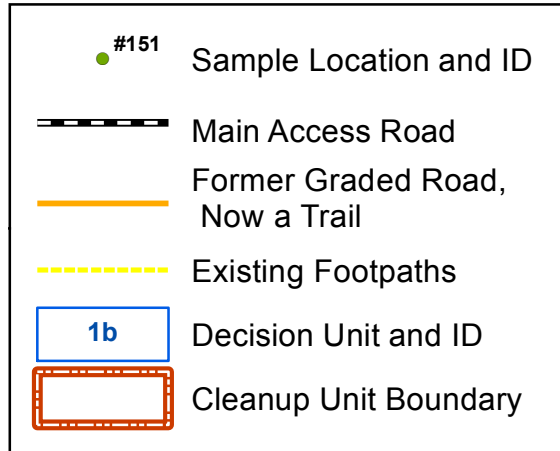 #151
Sample Location and ID
Main Access Road
Former Graded Road,
Now a Trail
Existing Footpaths
1b
Decision Unit and ID
Cleanup Unit Boundary